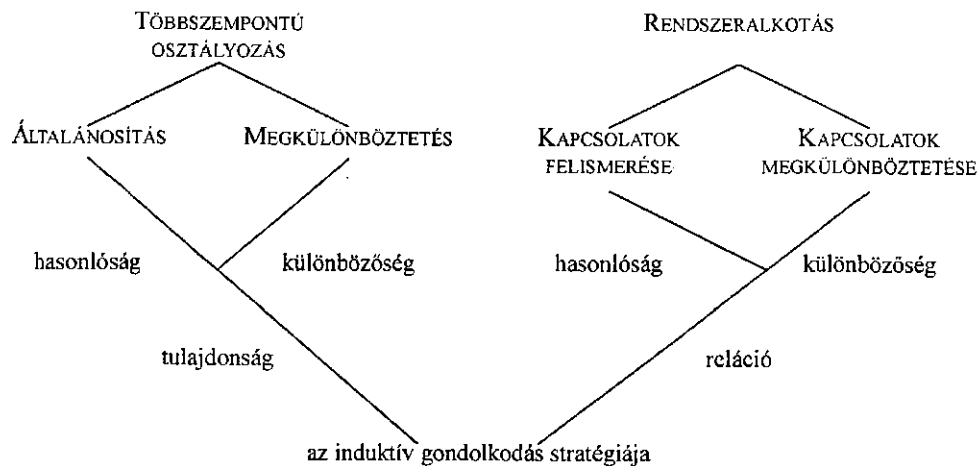 TÖBBSZEMPONTÚ
OSZTÁLYOZÁS
RENDSZERALKOTÁS
ÁLTALÁNOSÍTÁS
MEGKÜLÖNBÖZTETÉS
KAPCSOLATOK
FELISMERÉSE
KAPCSOLATOK
MEGKÜLÖNBÖZTETÉSE
hasonlóság
különbözőség
hasonlóság
különbözőség
tulajdonság
reláció
az induktív gondolkodás stratégiája